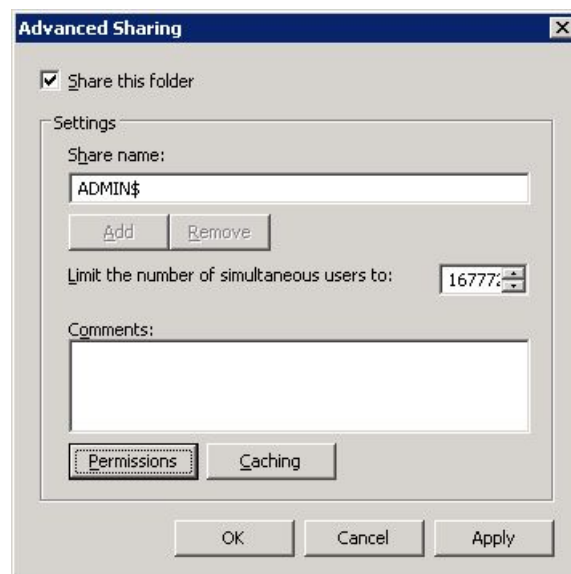 Advanced Sharing
Share this folder
Settings
Share name:
ADMIN$
Add Remove
Limit the number of simultaneous users to:
16777
Comments:
Permissions Caching
OK Cancel Apply